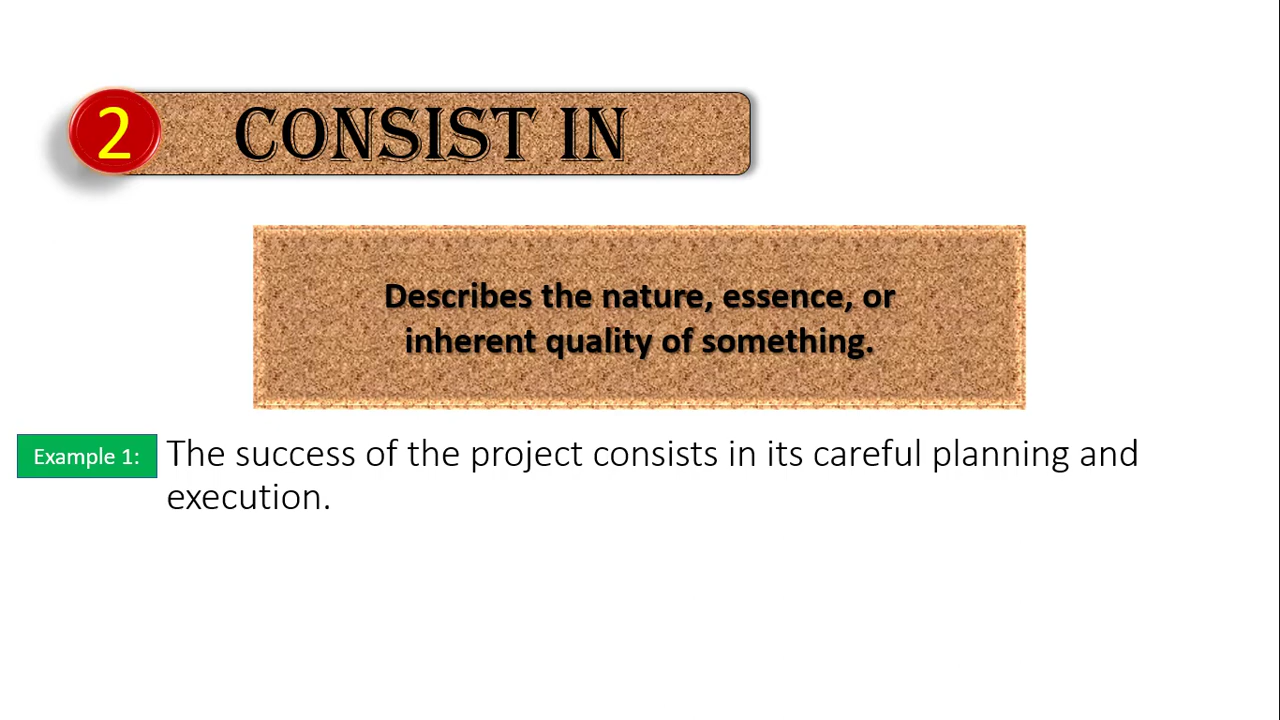 2
CONSIST IN
Describes the nature, essence, or
inherent quality of something.
Example 1: The success of the project consists in its careful planning and
execution.